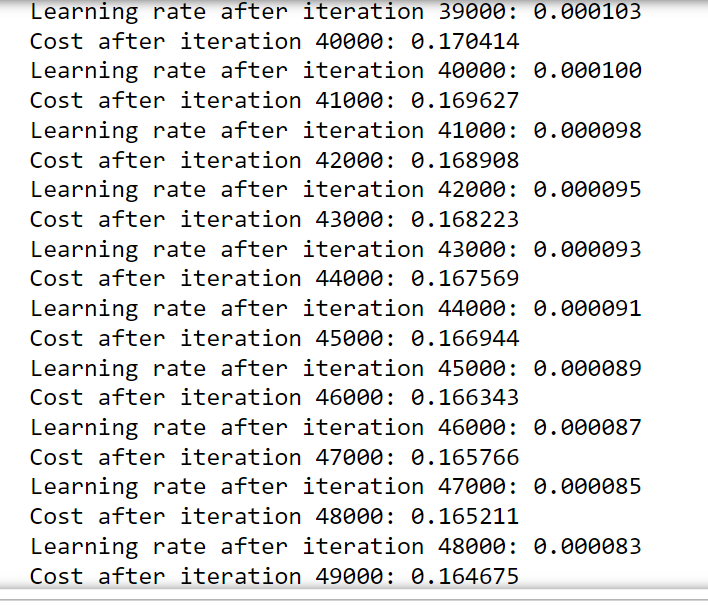 Learning rate after iteration 39000: 0.000103
Cost after iteration 40000: 0.170414
Learning rate after iteration 40000: 0.000100
Cost after iteration 41000: 0.169627
Learning rate after iteration 41000: 0.000098
Cost after iteration 42000: 0.168908
Learning rate after iteration 42000: 0.000095
Cost after iteration 43000: 0.168223
Learning rate after iteration 43000: 0.000093
Cost after iteration 44000: 0.167569
Learning rate after iteration 44000: 0.000091
Cost after iteration 45000: 0.166944
Learning rate after iteration 45000: 0.000089
Cost after iteration 46000: 0.166343
Learning rate after iteration 46000: 0.000087
Cost after iteration 47000: 0.165766
Learning rate after iteration 47000: 0.000085
Cost after iteration 48000: 0.165211
Learning rate after iteration 48000: 0.000083
Cost after iteration 49000: 0.164675